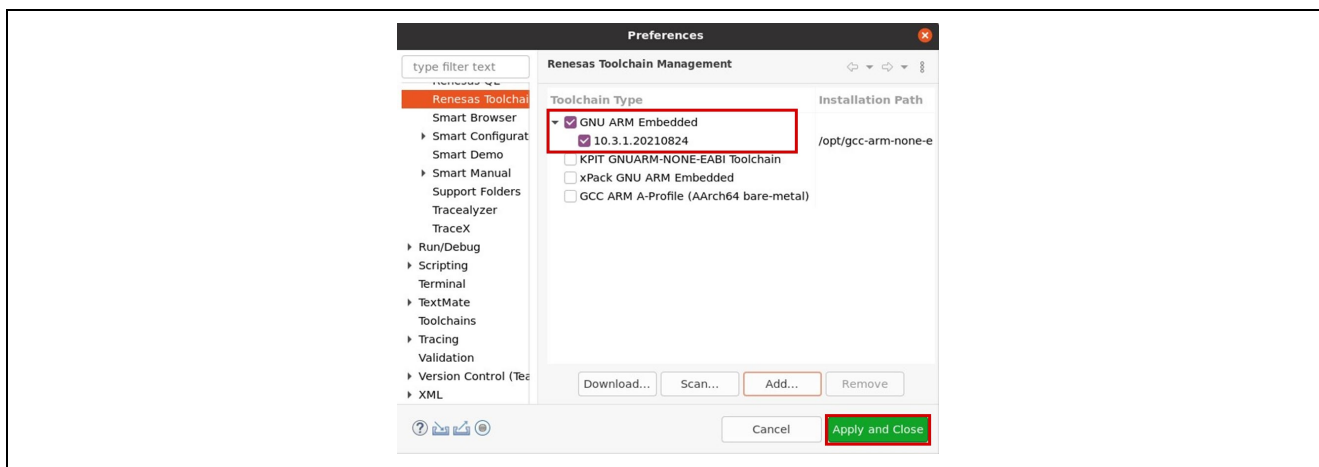 Preferences
type filter text
Renesas QE
Renesas Toolchai
Smart Browser
Smart Configurat
Smart Demo
Smart Manual
Support Folders
Tracealyzer
TraceX
Run/Debug
Scripting
Terminal
TextMate
Toolchains
Tracing
Validation
Version Control (Tea
XML
Renesas Toolchain Management
Toolchain Type Installation Path
GNU ARM Embedded
10.3.1.20210824 /opt/gcc-arm-none-e
KPIT GNUARM-NONE-EABI Toolchain
xPack GNU ARM Embedded
GCC ARM A-Profile (AArch64 bare-metal)
Download... Scan... Add... Remove
Cancel Apply and Close